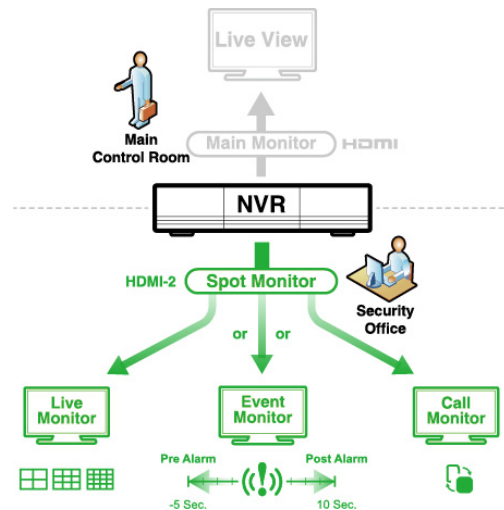 Live View
Main
Control Room
Main Monitor
HDMI
NVR
HDMI-2
Spot Monitor
Security
Office
or
or
Live
Monitor
Event
Monitor
Call
Monitor
Pre Alarm
Post Alarm
-5 Sec.
10 Sec.